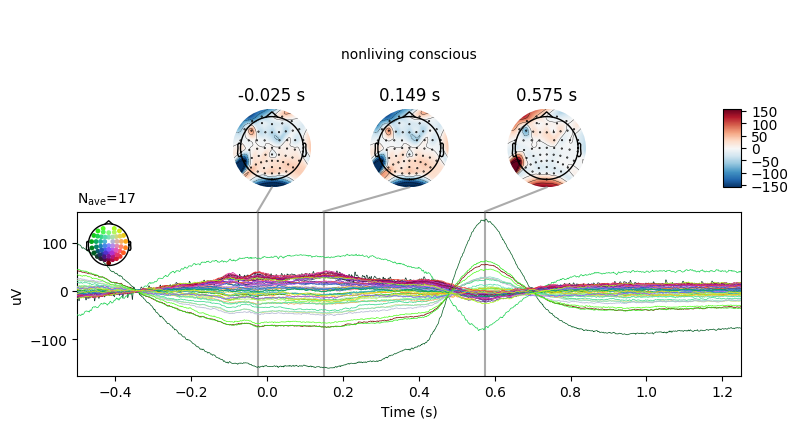 nonliving conscious
-0.025 s 0.149 s 0.575 s
150
100
50
0
−50
−100
−150
Nave=17
100
0
−100
uV
−0.4 −0.2 0.0 0.2 0.4 0.6 0.8 1.0 1.2
Time (s)